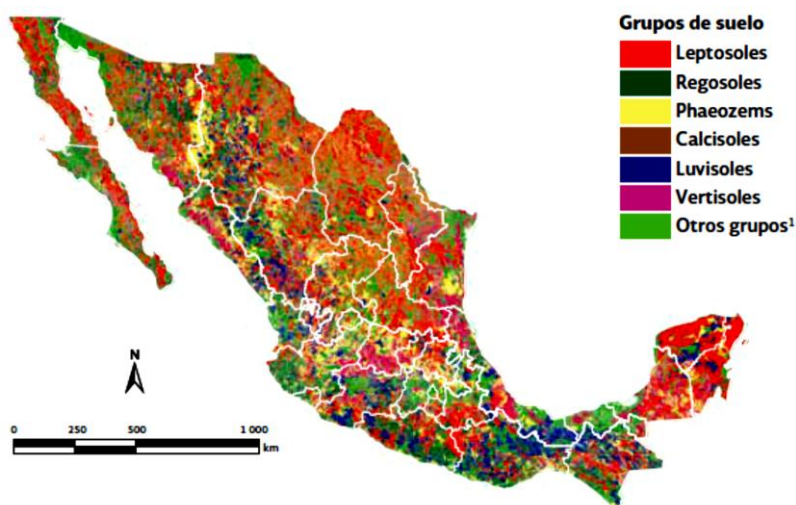 Grupos de suelo
Leptosoles
Regosoles
Phaeozems
Calcisoles
Luvisoles
Vertisoles
Otros grupos¹
N
0 250 500 1 000
km